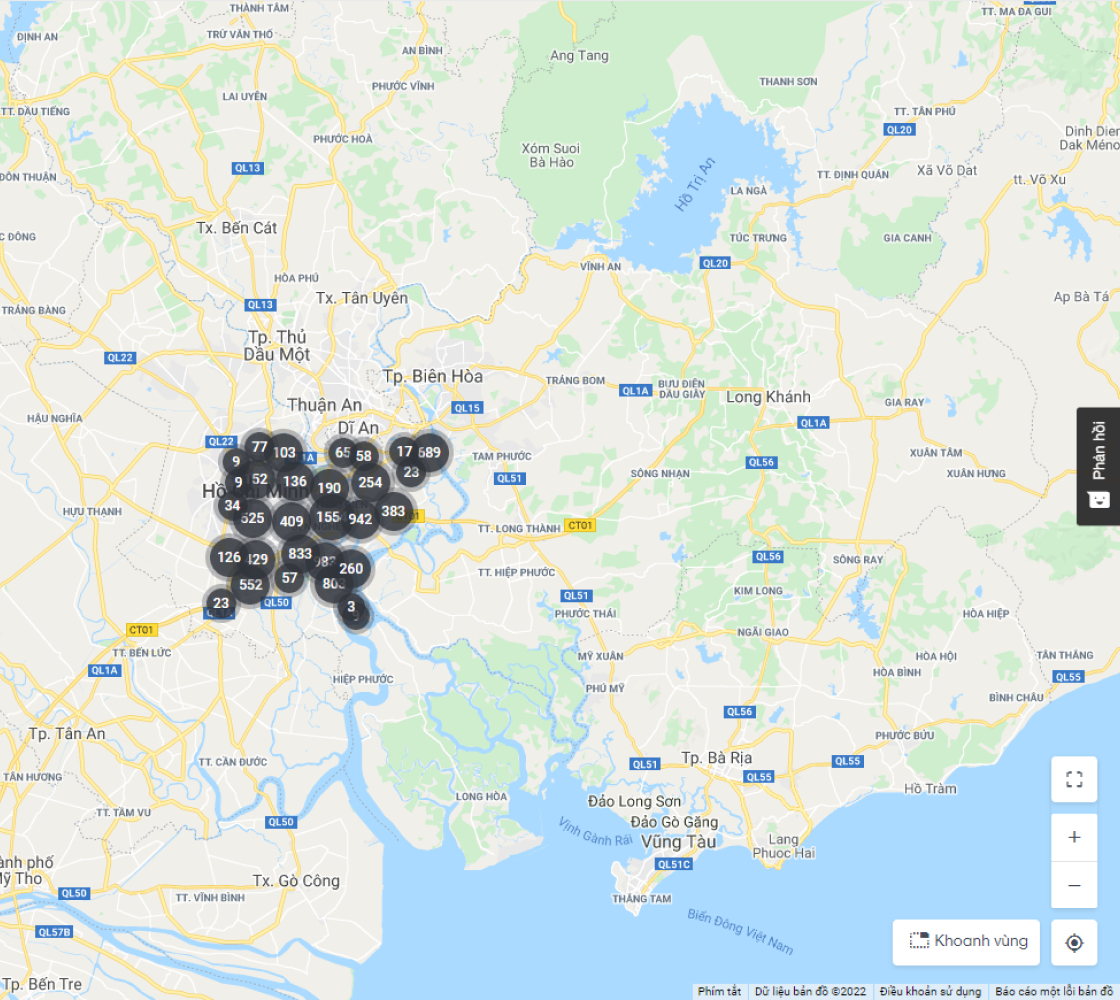 THÀNH TÂM
TT. MA ĐA GUI
ĐỊNH AN
TRỪ VĂN THỐ
AN BÌNH
Ang Tang
PHƯỚC VĨNH
THANH SƠN
LAI UYÊN
TT. DẦU TIẾNG
TT. TÂN PHÚ
QL20
Dinh Dien
Dak Méno
PHƯỚC HOÀ
Xóm Suoi
Bà Hào
QL13
Hồ Trị An
Xã Võ Dat
ĐÔN THUẬN
TT. ĐỊNH QUÁN
tt. Võ Xu
LA NGÀ
Tx. Bến Cát
TÚC TRƯNG
GIA CANH
C ĐÔNG
VĨNH AN
QL20
HÒA PHÚ
Tx. Tân Uyên
Ap Bà Tá
QL13
TRẢNG BÀNG
Tp. Thủ
Dầu Một
QL22
Tp. Biên Hòa
TRẢNG BOM
QL1A
BƯU ĐIỆN
DẦU GIÂY
Long Khánh
Thuận An
QL15
GIA RAY
HẬU NGHĨA
Dĩ An
QL1A
QL22
77
103
1A
65
58
17
689
9
TAM PHƯỚC
QL56
XUÂN TÂM
Phản hồi
23
SÔNG NHẠN
XUÂN HƯNG
9
52
136
190
254
QL51
34
525
409
155
942
383
HỰU THẠNH
TT. LONG THÀNH
CT01
126
429
833
260
QL56
SÔNG RAY
552
57
TT. HIỆP PHƯỚC
KIM LONG
23
QL50
3
QL51
PHƯỚC THÁI
HÒA HIỆP
CT01
NGÃI GIAO
TT. BẾN LỨC
MỸ XUÂN
HÒA HỘI
TÂN THẮNG
QL1A
HIỆP PHƯỚC
HÒA BÌNH
QL55
PHÚ MỸ
BÌNH CHÂU
QL56
Tp. Tân An
PHƯỚC BỬU
TT. CẦN ĐƯỚC
QL51
Tp. Bà Rịa
QL55
QL55
TÂN HƯƠNG
Hồ Tràm
LONG HÒA
Đảo Long Sơn
TT. TẦM VU
QL50
Đảo Gò Găng
Vịnh Gành Rái
Vũng Tàu
Lang
Phuoc Hai
QL51C
ành phố
Mỹ Tho
Tx. Gò Công
QL50
TT. VĨNH BÌNH
THẮNG TAM
Biển Đông Việt Nam
QL57B
Khoanh vùng
Tp. Bến Tre
Phím tắt
Dữ liệu bản đồ ©2022
Điều khoản sử dụng
Báo cáo một lỗi bản đồ